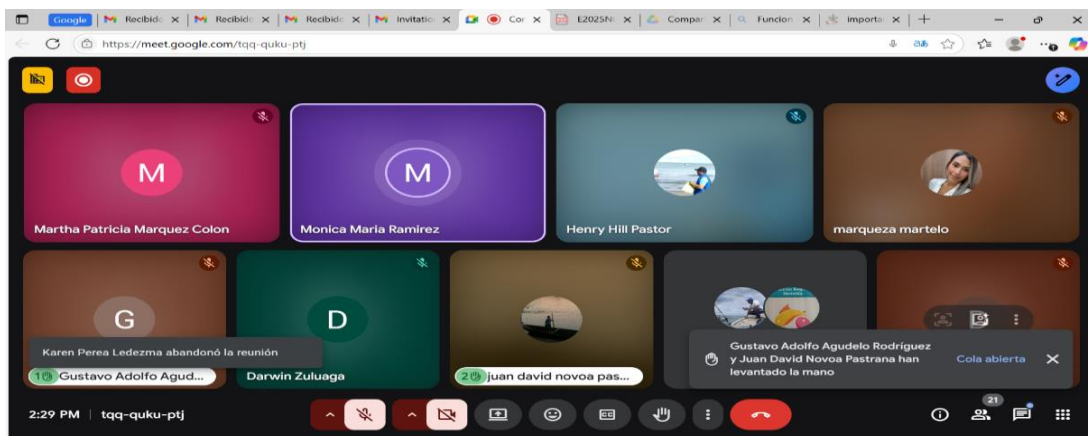 Google
Recibido
Recibido
Recibido
Invitatio
Cor
E2025N
Compar
Funcion
importa
https://meet.google.com/tqq-quku-ptj
M
Martha Patricia Marquez Colon
M
Monica Maria Ramirez
Henry Hill Pastor
marqueza martelo
G
Karen Perea Ledezma abandonó la reunión
1 Gustavo Adolfo Agud...
D
Darwin Zuluaga
2 juan david novoa pas...
Gustavo Adolfo Agudelo Rodríguez
y Juan David Novoa Pastrana han
levantado la mano
Cola abierta
2:29 PM | tqq-quku-ptj
21